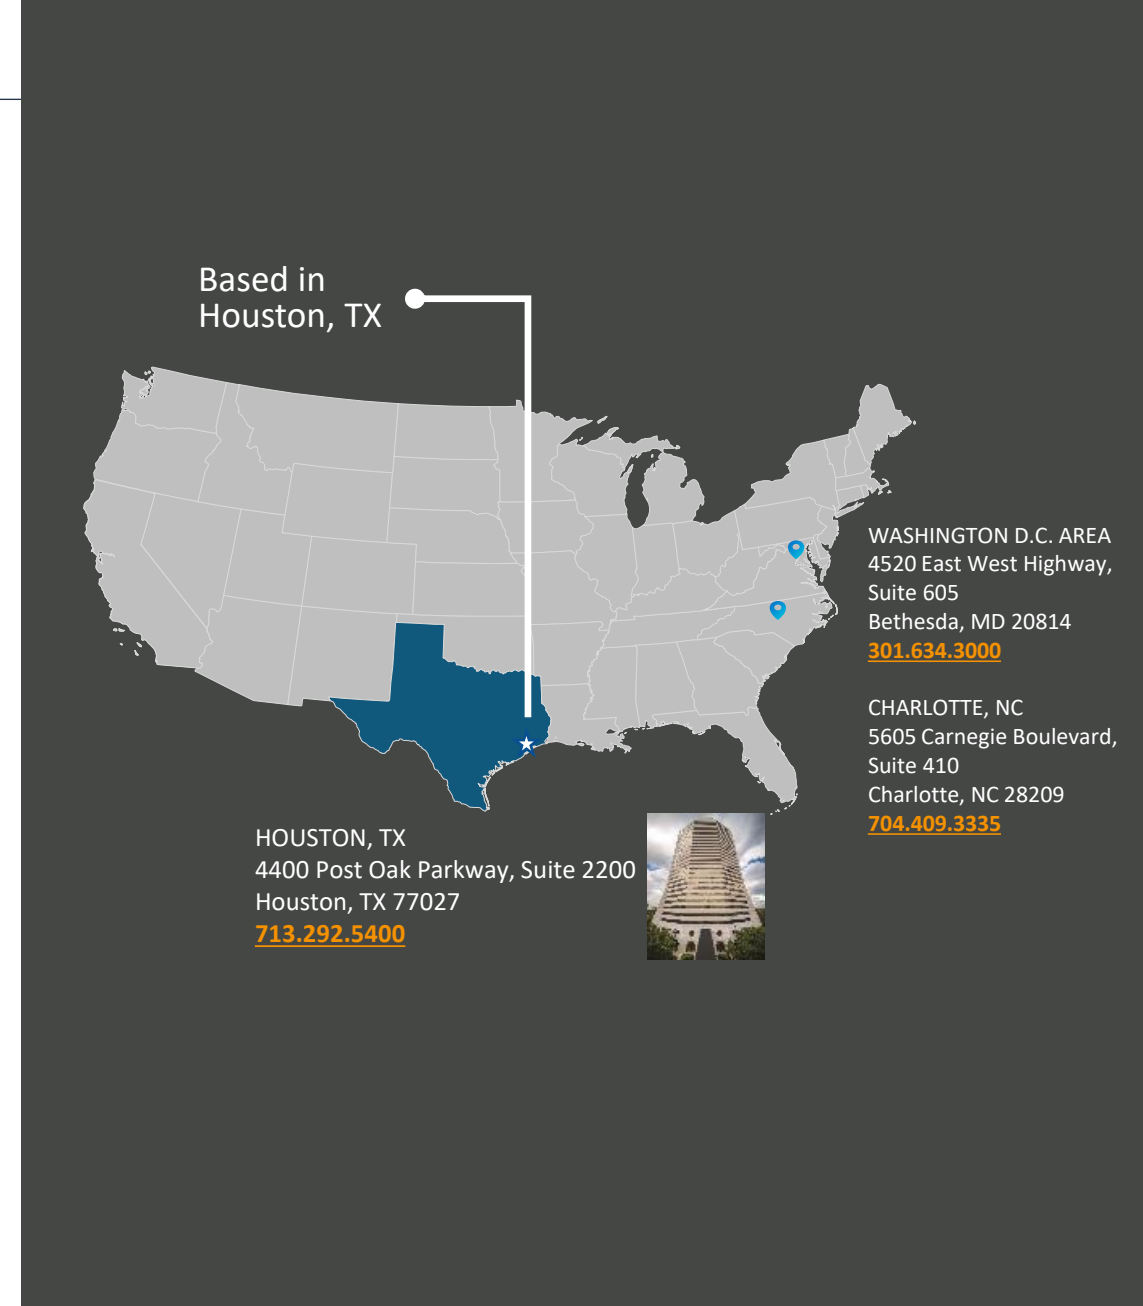 Based in
Houston, TX
WASHINGTON D.C. AREA
4520 East West Highway,
Suite 605
Bethesda, MD 20814
301.634.3000
CHARLOTTE, NC
5605 Carnegie Boulevard,
Suite 410
Charlotte, NC 28209
704.409.3335
HOUSTON, TX
4400 Post Oak Parkway, Suite 2200
Houston, TX 77027
713.292.5400